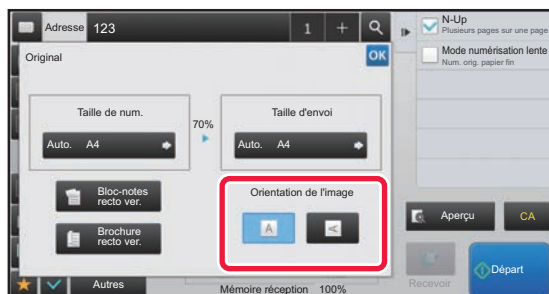 Adresse 123 1 +
N-Up
Plusieurs pages sur une page
Original
OK
Mode numérisation lente
Num. orig. papier fin
Taille de num.
70%
Taille d'envoi
Auto. A4
Auto. A4
Bloc-notes
recto ver.
Orientation de l'image
A A
Brochure
recto ver.
Aperçu
CA
Recevoir
Départ
Autres
Mémoire réception 100%